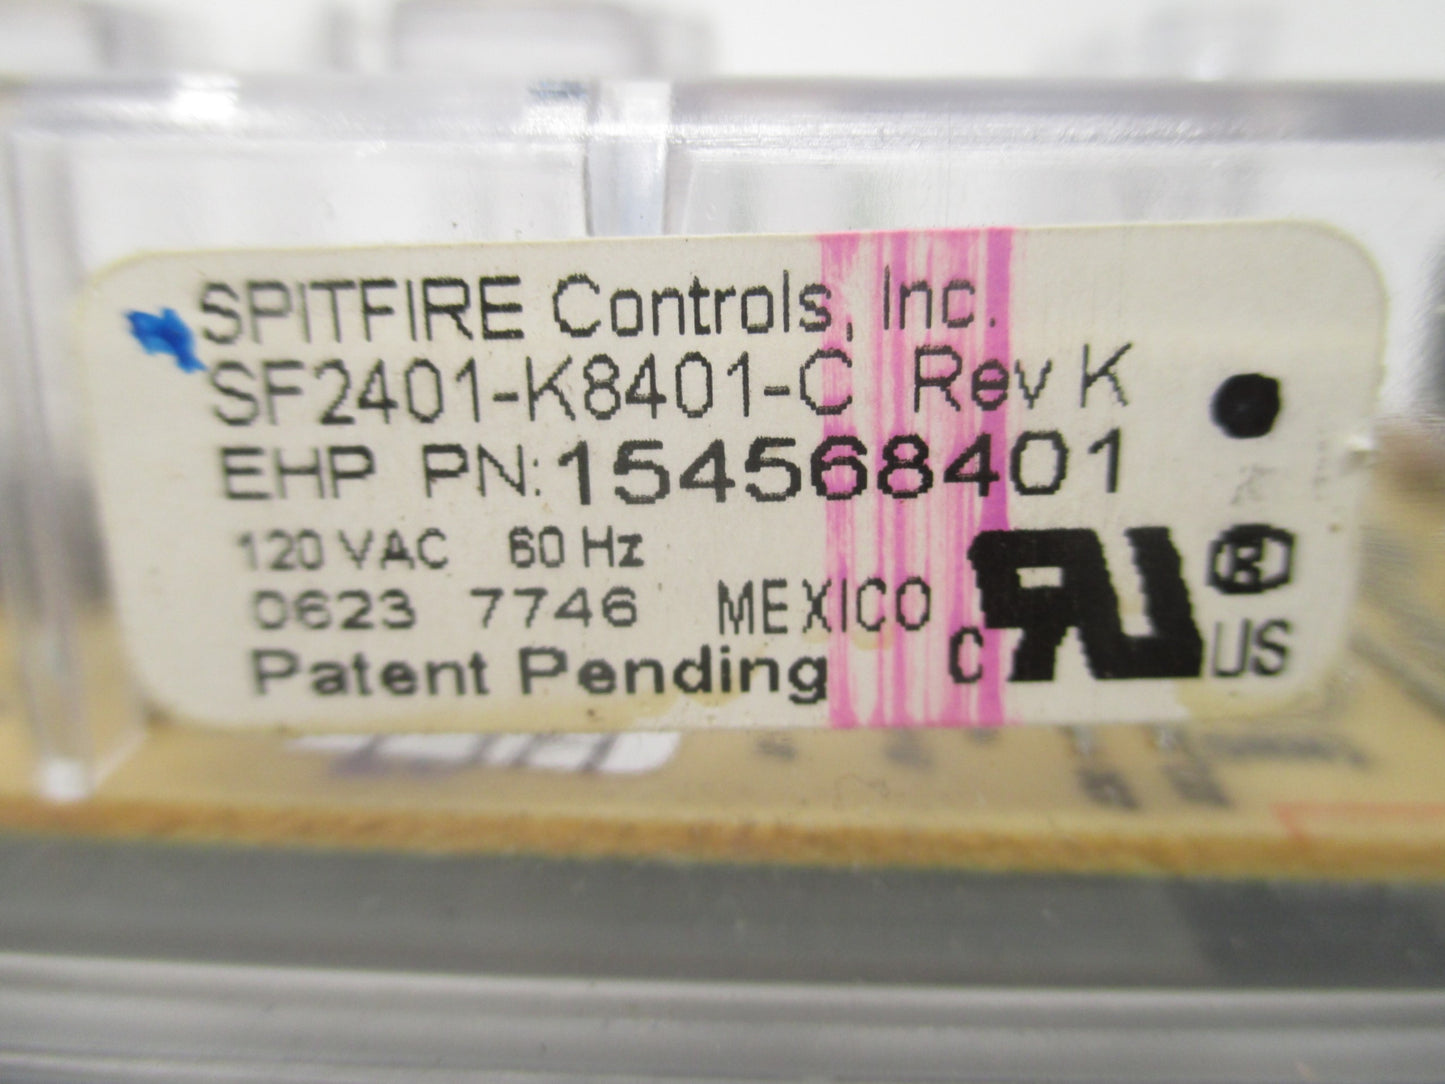 SPITFIRE Controls, Inc.
SF2401-K8401-C Rev K
EHP PN: 154568401
120 VAC 60 Hz
0623 7746 MEXICO
Patent Pending
C RU ® US